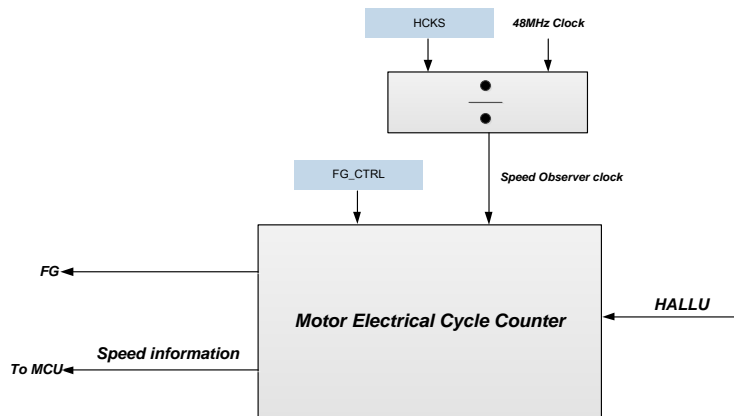 HCKS
48MHz Clock
FG_CTRL
Speed Observer clock
FG
Motor Electrical Cycle Counter
HALLU
Speed information
To MCU